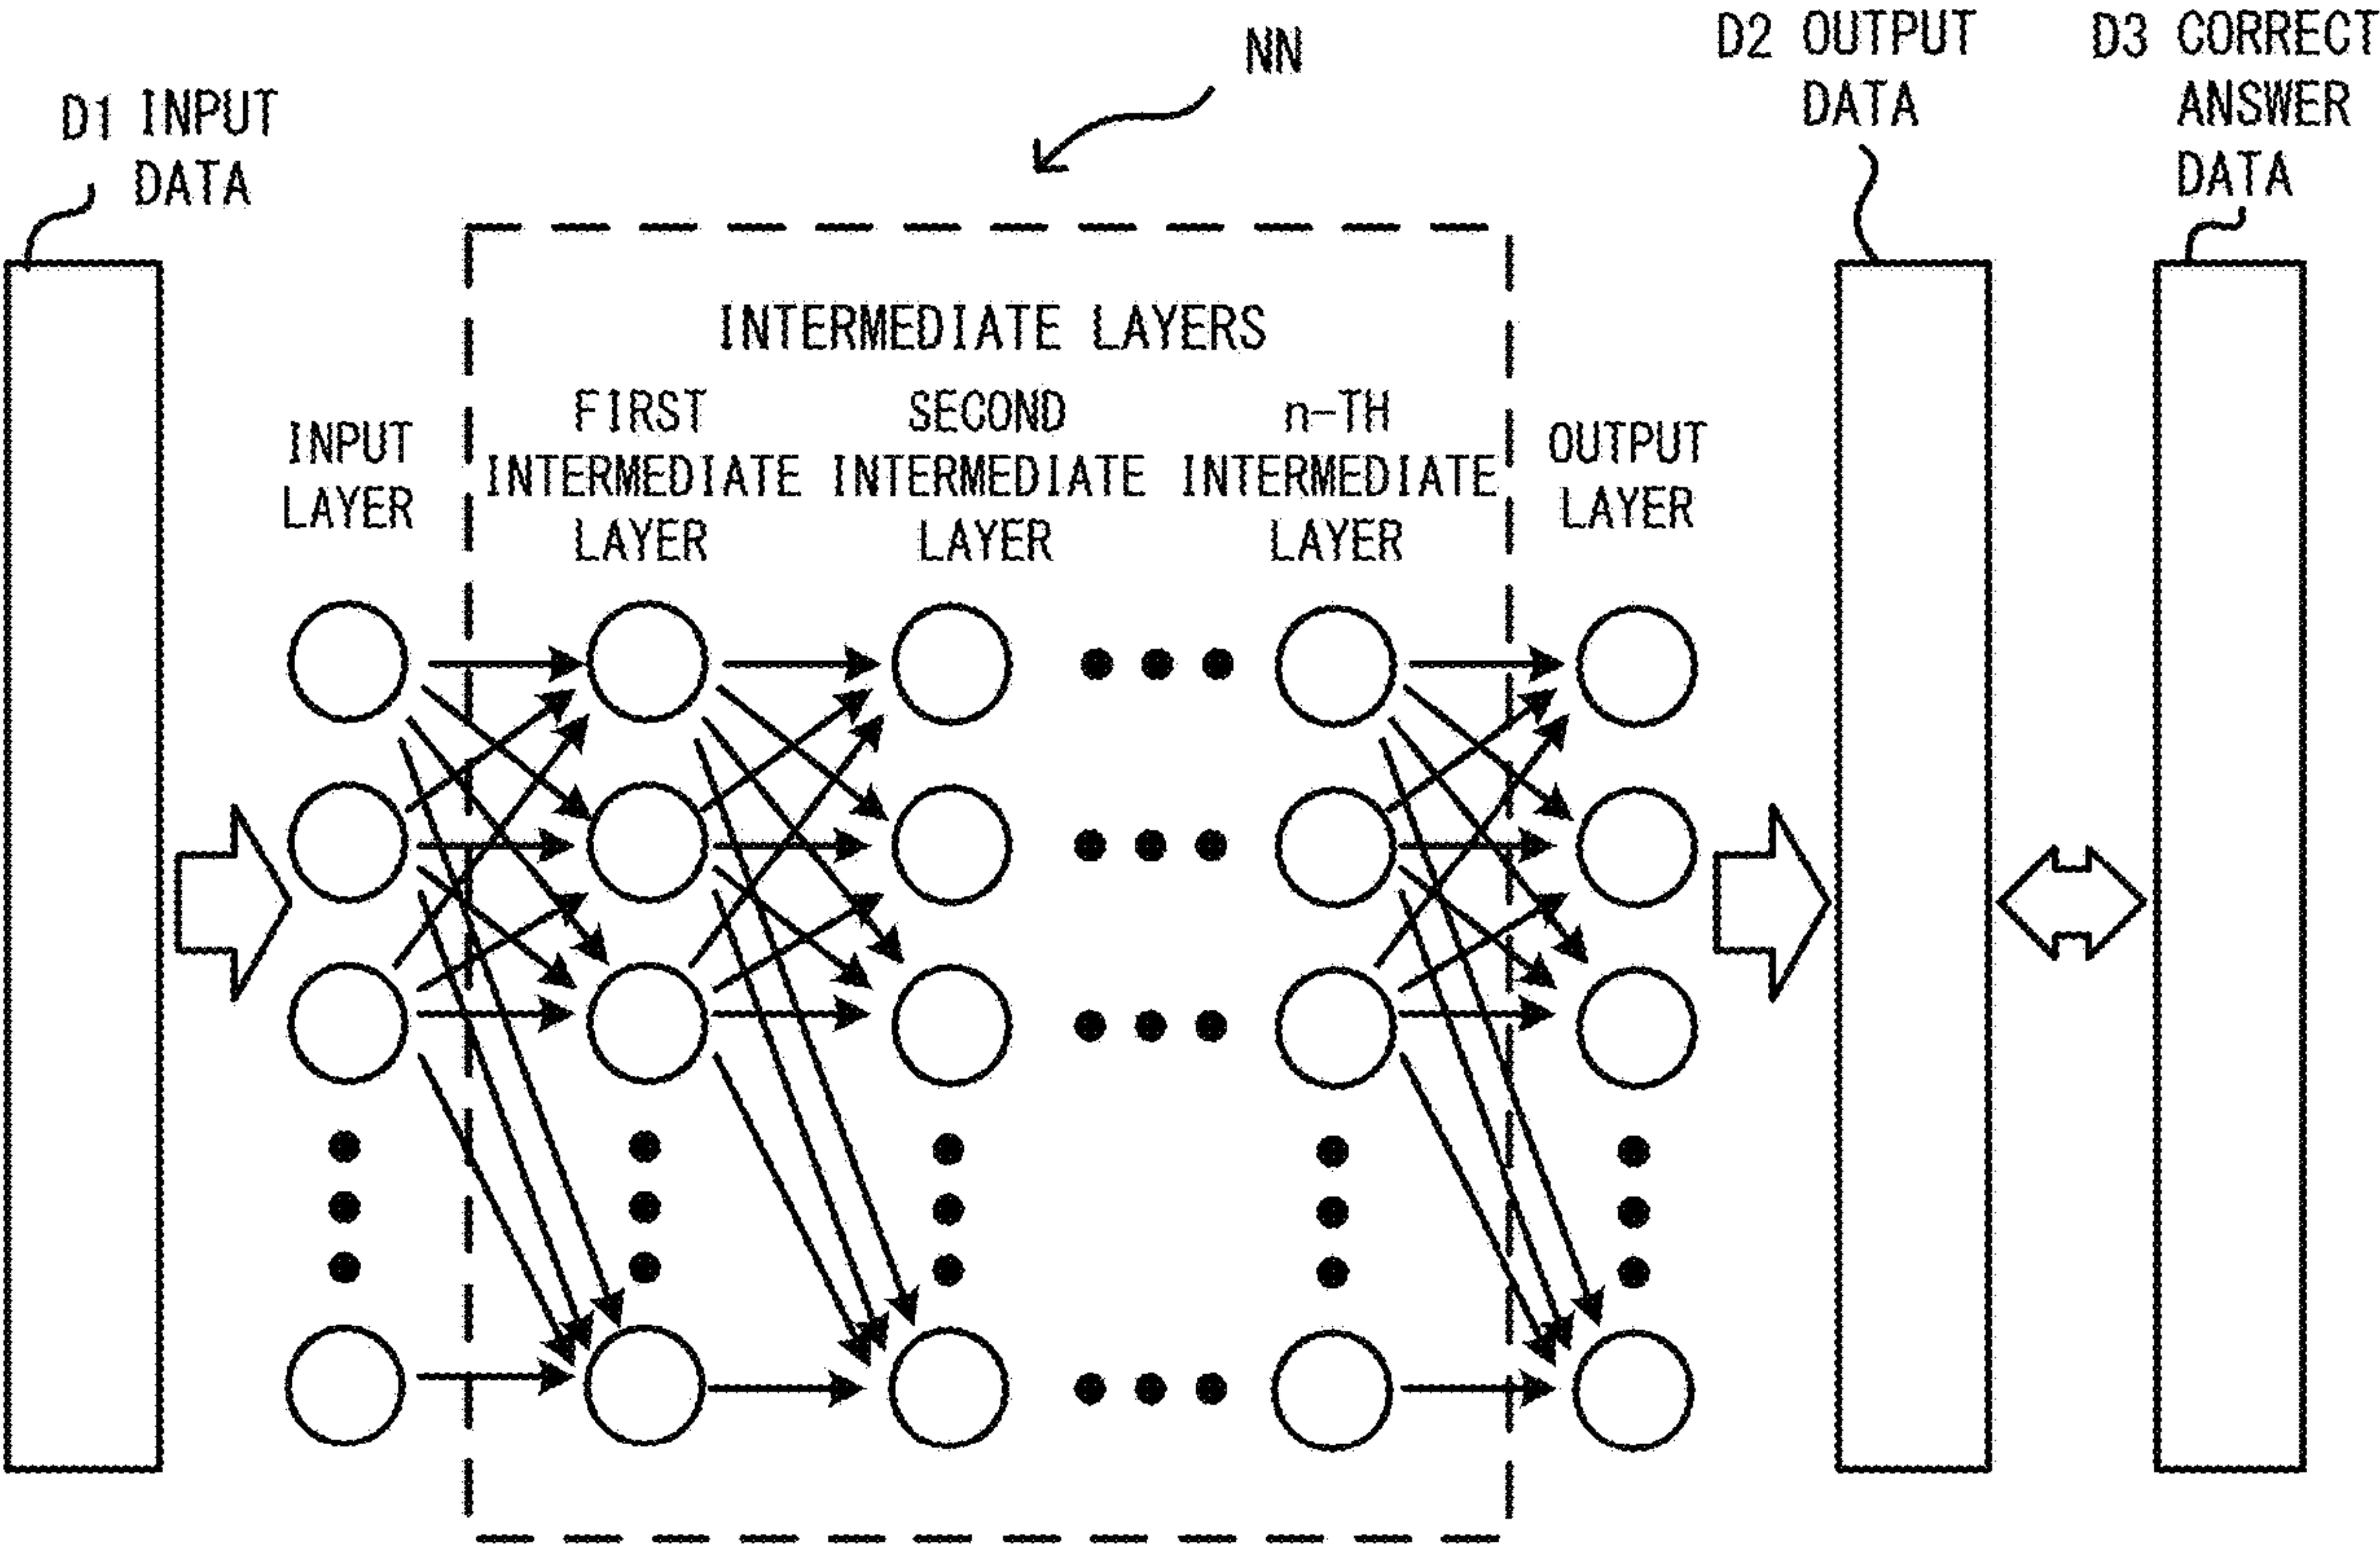 NN
D1 INPUT
DATA
D2 OUTPUT
DATA
D3 CORRECT
ANSWER
DATA
INTERMEDIATE LAYERS
INPUT
LAYER
FIRST
INTERMEDIATE
LAYER
SECOND
INTERMEDIATE
LAYER
n-TH
INTERMEDIATE
LAYER
OUTPUT
LAYER